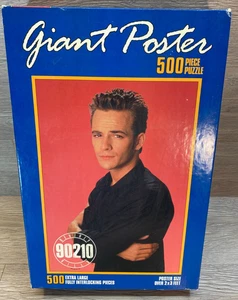 Giant Poster
500 PIECE PUZZLE
BEVERLY HILLS
90210
500 EXTRA LARGE
FULLY INTERLOCKING PIECES
POSTER SIZE
OVER 2 x 3 FEET